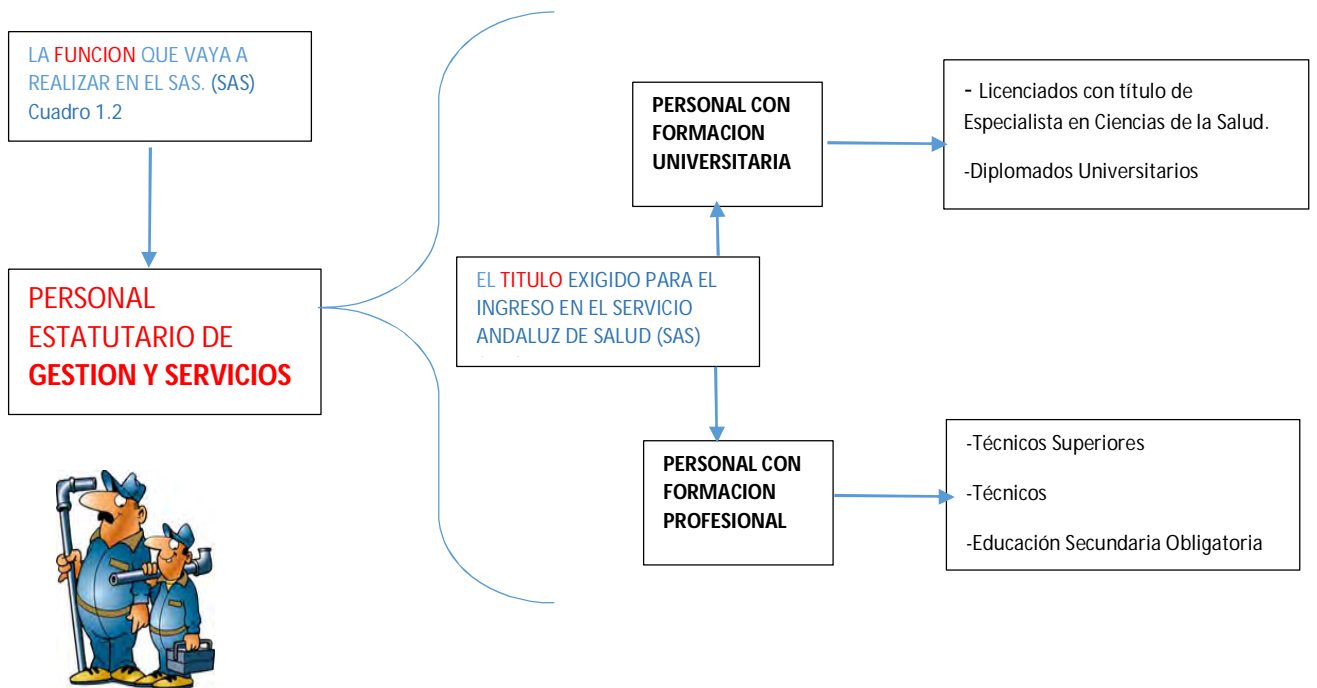 LA FUNCION QUE VAYA A
REALIZAR EN EL SAS. (SAS)
Cuadro 1.2
PERSONAL
ESTATUTARIO DE
GESTION Y SERVICIOS
PERSONAL CON
FORMACION
UNIVERSITARIA
- Licenciados con título de
Especialista en Ciencias de la Salud.
-Diplomados Universitarios
EL TITULO EXIGIDO PARA EL
INGRESO EN EL SERVICIO
ANDALUZ DE SALUD (SAS)
PERSONAL CON
FORMACION
PROFESIONAL
-Técnicos Superiores
-Técnicos
-Educación Secundaria Obligatoria